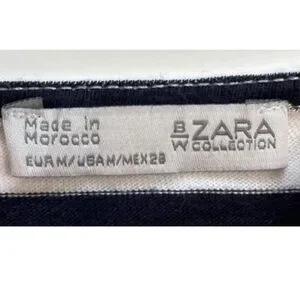 Made in
Morocco
EUR M/USA M/MEX 28
B
W
ZARA
COLLECTION